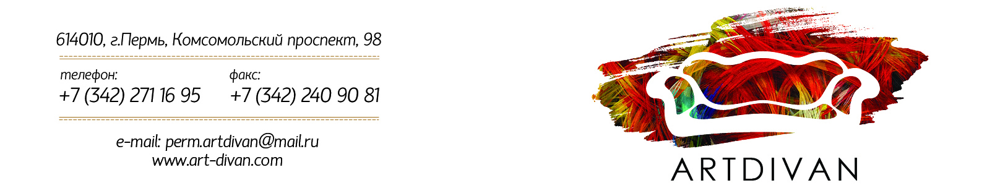 614010, г.Пермь, Комсомольский проспект, 98
телефон: факс:
+7 (342) 271 16 95 +7 (342) 240 90 81
e-mail: perm.artdivan@mail.ru
www.art-divan.com
ARTDIVAN